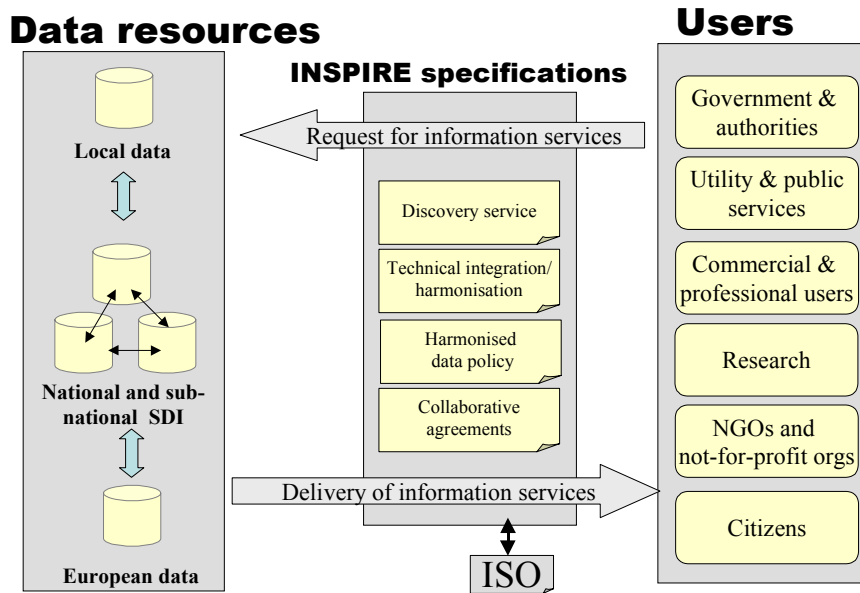 Data resources
Local data
National and sub-
national SDI
European data
INSPIRE specifications
Request for information services
Discovery service
Technical integration/
harmonisation
Harmonised
data policy
Collaborative
agreements
Delivery of information services
ISO
Users
Government &
authorities
Utility & public
services
Commercial &
professional users
Research
NGOs and
not-for-profit orgs
Citizens